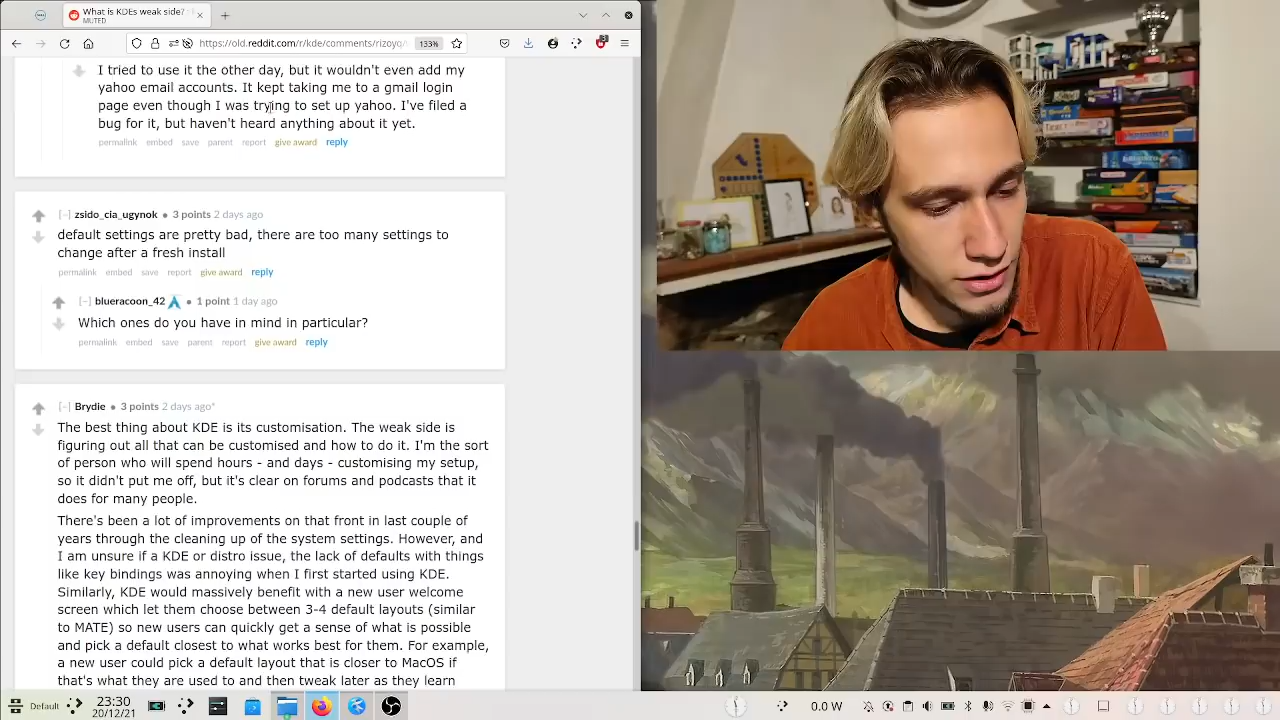 What is KDEs weak side?
MUTED
https://old.reddit.com/r/kde/comments/rizoyq/
133%
I tried to use it the other day, but it woudn't even add my
yahoo email accounts. It kept taking me to a gmail login
page even though I was trying to set up yahoo. I've filed a
bug for it, but haven't heard anything about it yet.
permalink embed save parent report give award reply
[-] zsido_cia_ugynok • 3 points 2 days ago
default settings are pretty bad, there are too many settings to
change after a fresh install
permalink embed save report give award reply
[-] blueracoon_42 • 1 point 1 day ago
Which ones do you have in mind in particular?
permalink embed save parent report give award reply
[-] Brydie • 3 points 2 days ago*
The best thing about KDE is its customisation. The weak side is
figuring out all that can be customised and how to do it. I'm the sort
of person who will spend hours - and days - customising my setup,
so it didn't put me off, but it's clear on forums and podcasts that it
does for many people.
There's been a lot of improvements on that front in last couple of
years through the cleaning up of the system settings. However, and
I am unsure if a KDE or distro issue, the lack of defaults with things
like key bindings was annoying when I first started using KDE.
Similarly, KDE would massively benefit with a new user welcome
screen which let them choose between 3-4 default layouts (similar
to MATE) so new users can quickly get a sense of what is possible
and pick a default closest to what works best for them. For example,
a new user could pick a default layout that is closer to MacOS if
that's what they are used to and then tweak later as they learn
Default
23:30
20/12/21
0.0 W